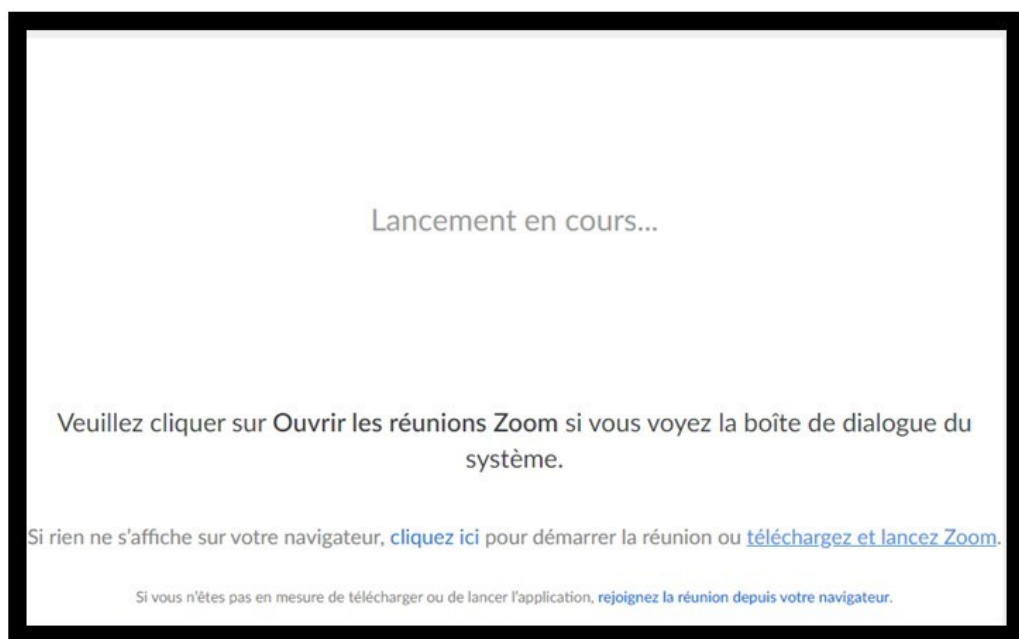 Lancement en cours...
Veuillez cliquer sur Ouvrir les réunions Zoom si vous voyez la boîte de dialogue du
système.
Si rien ne s’affiche sur votre navigateur, cliquez ici pour démarrer la réunion ou téléchargez et lancez Zoom.
Si vous n’êtes pas en mesure de télécharger ou de lancer l’application, rejoignez la réunion depuis votre navigateur.